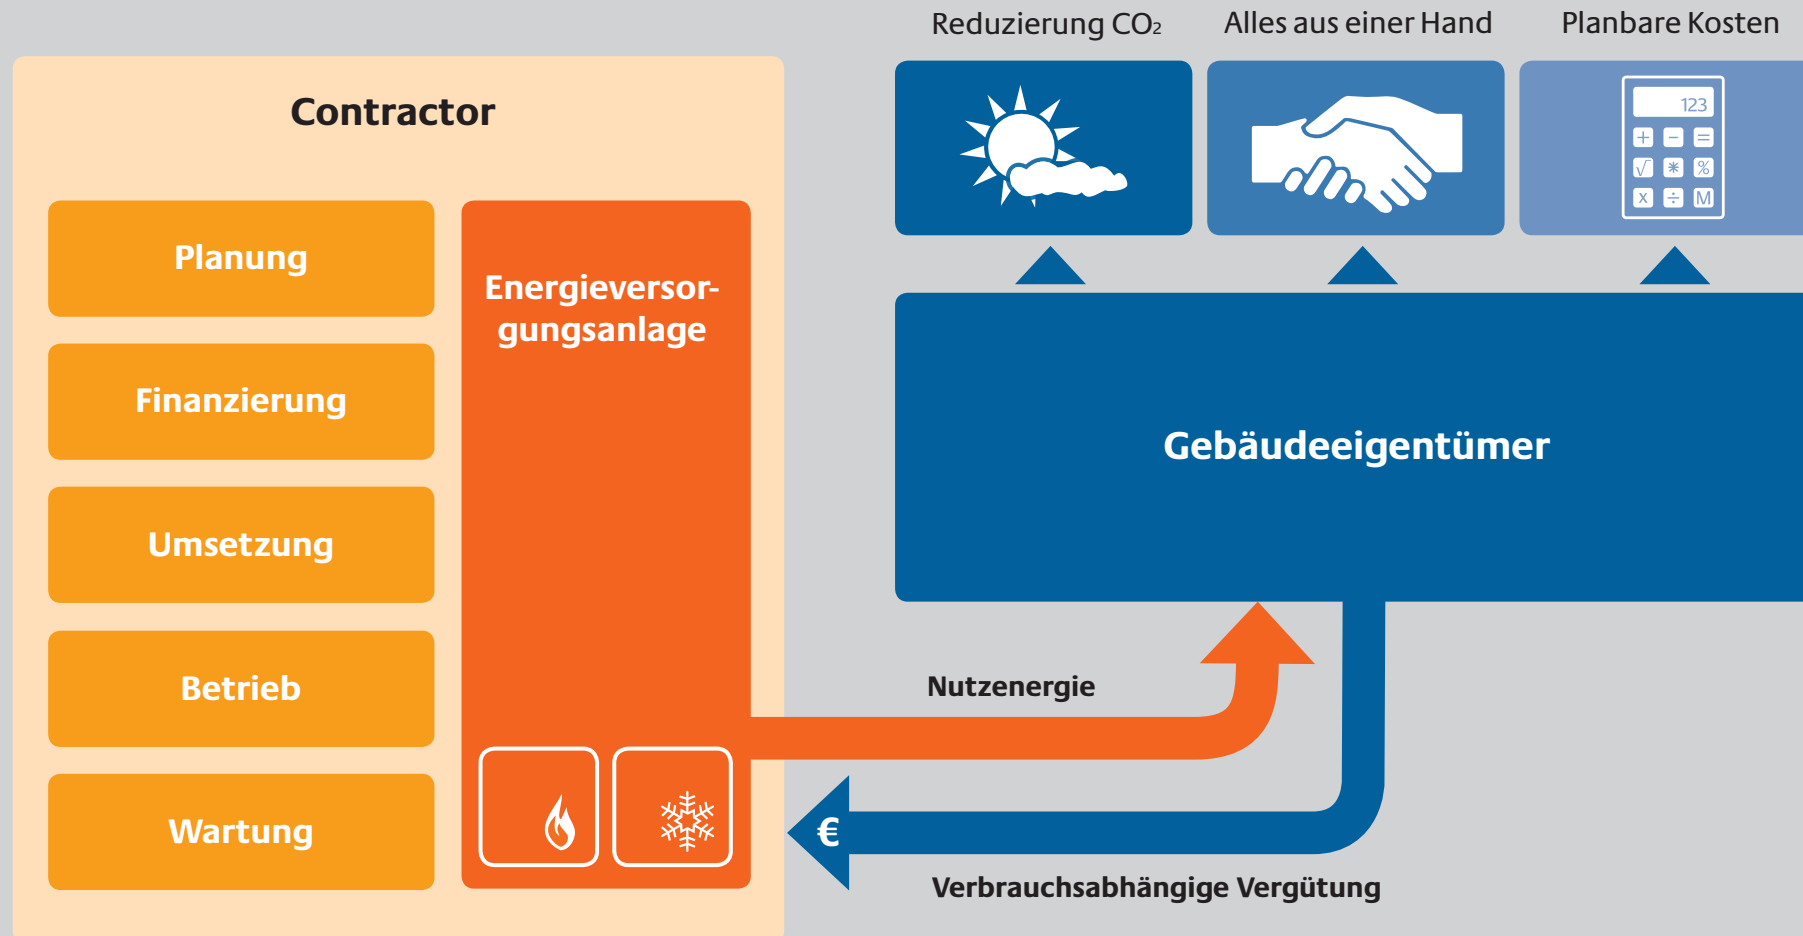 Contractor
Planung
Finanzierung
Umsetzung
Betrieb
Wartung
Energieversor-
gungsanlage
Reduzierung CO₂
Alles aus einer Hand
Planbare Kosten
123
+ − =
√ * %
x ÷ M
Gebäudeeigentümer
Nutzenergie
€
Verbrauchsabhängige Vergütung